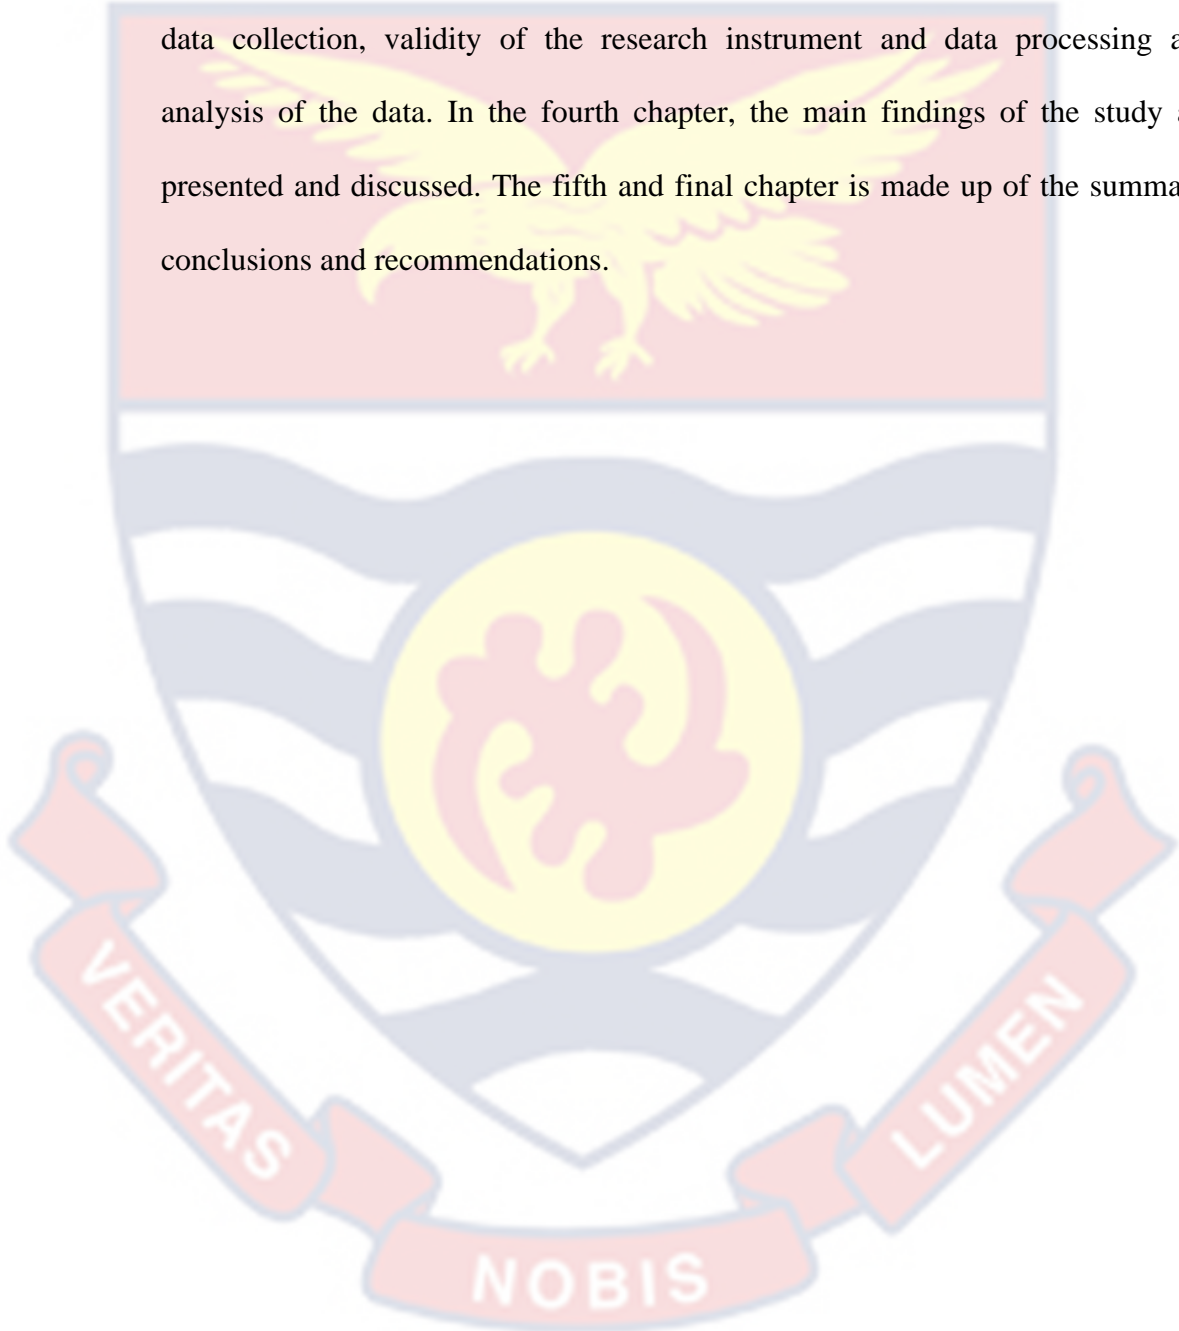 data collection, validity of the research instrument and data processing a
analysis of the data. In the fourth chapter, the main findings of the study a
presented and discussed. The fifth and final chapter is made up of the summa
conclusions and recommendations.
VERITAS
NOBIS
LUMEN